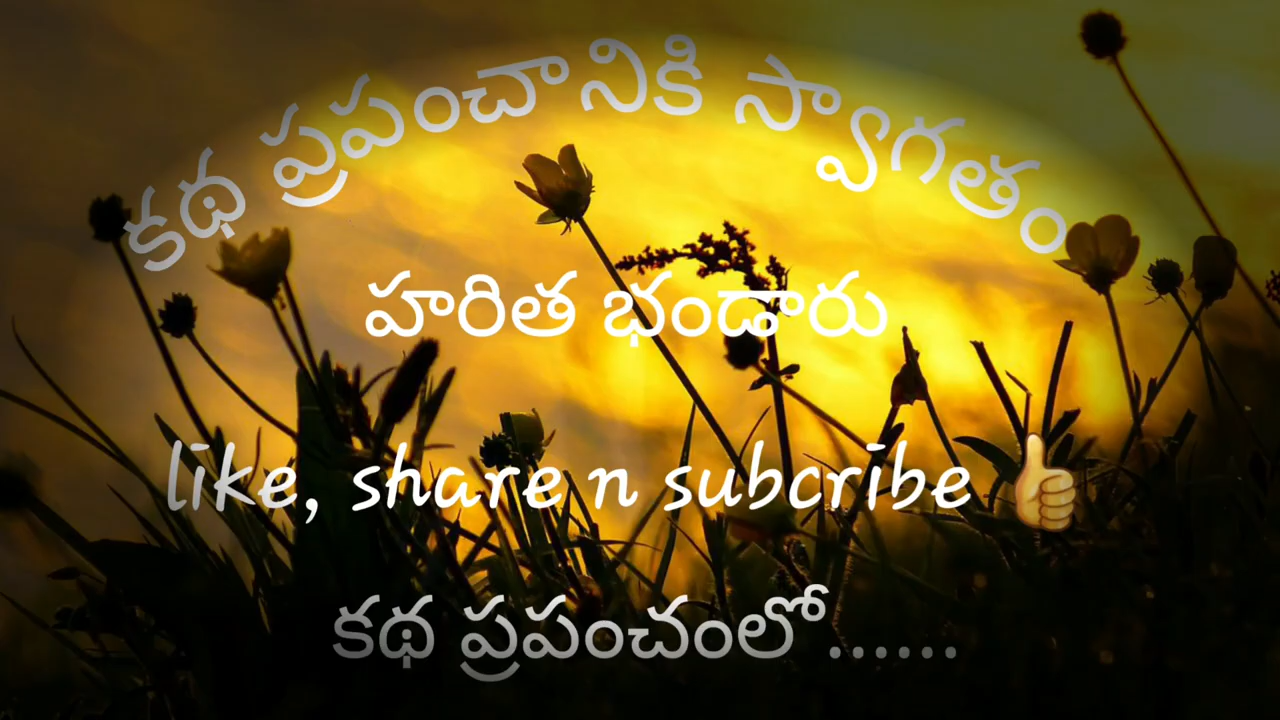 కథ ప్రపంచానికి స్వాగతం
హరిత భండారు
like, share n subcribe 👍
కథ ప్రపంచంలో ......